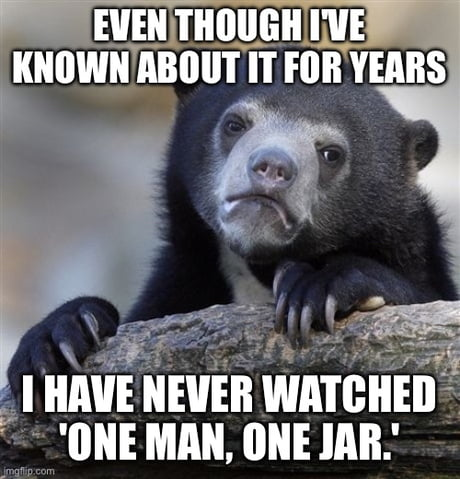 EVEN THOUGH I'VE
KNOWN ABOUT IT FOR YEARS
I HAVE NEVER WATCHED
'ONE MAN, ONE JAR.'
imgflip.com